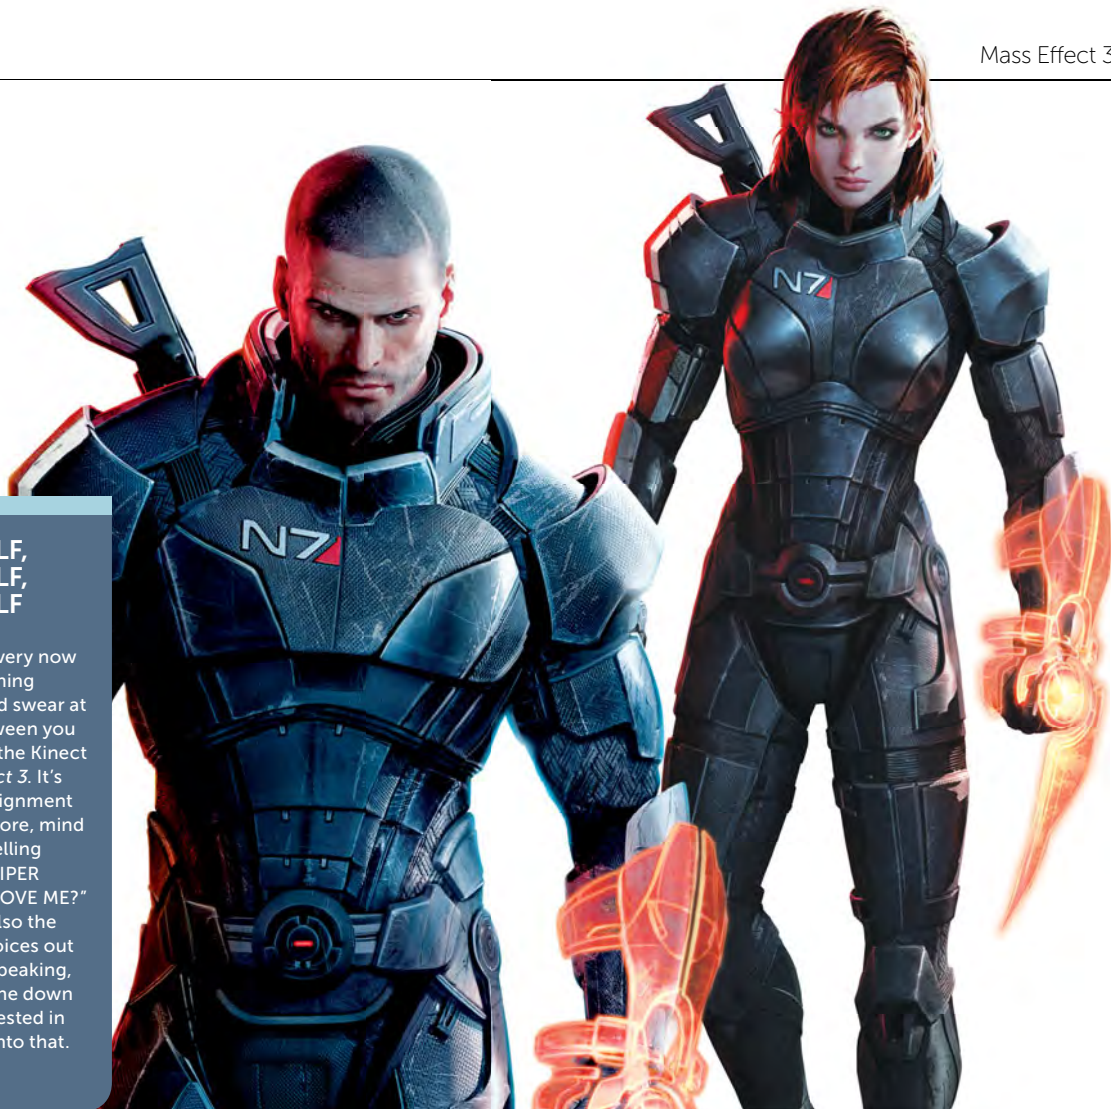 Mass Effect 3
N7
N7
LF,
LF,
LF
very now
ning
d swear at
ween you
the Kinect
ct 3. It's
ignment
ore, mind
elling
IPER
OVE ME?"
lso the
oices out
peaking,
ne down
ested in
nto that.